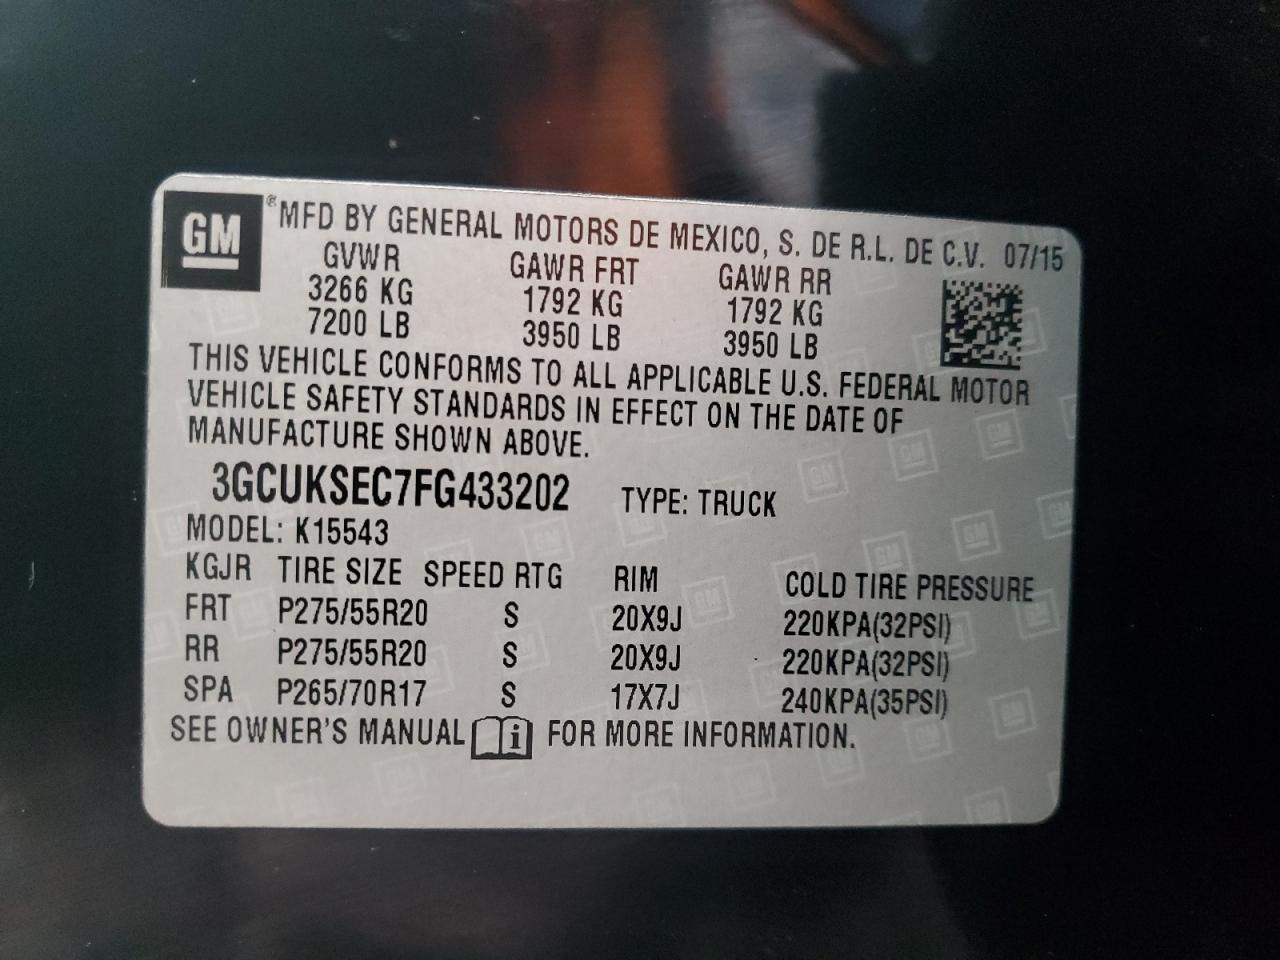 GM ® MFD BY GENERAL MOTORS DE MEXICO, S. DE R.L. DE C.V. 07/15
GVWR GAWR FRT GAWR RR
3266 KG 1792 KG 1792 KG
7200 LB 3950 LB 3950 LB
THIS VEHICLE CONFORMS TO ALL APPLICABLE U.S. FEDERAL MOTOR
VEHICLE SAFETY STANDARDS IN EFFECT ON THE DATE OF
MANUFACTURE SHOWN ABOVE.
3GCUKSEC7FG433202 TYPE: TRUCK
MODEL: K15543
KGJR TIRE SIZE SPEED RTG RIM COLD TIRE PRESSURE
FRT P275/55R20 S 20X9J 220KPA(32PSI)
RR P275/55R20 S 20X9J 220KPA(32PSI)
SPA P265/70R17 S 17X7J 240KPA(35PSI)
SEE OWNER'S MANUAL i FOR MORE INFORMATION.